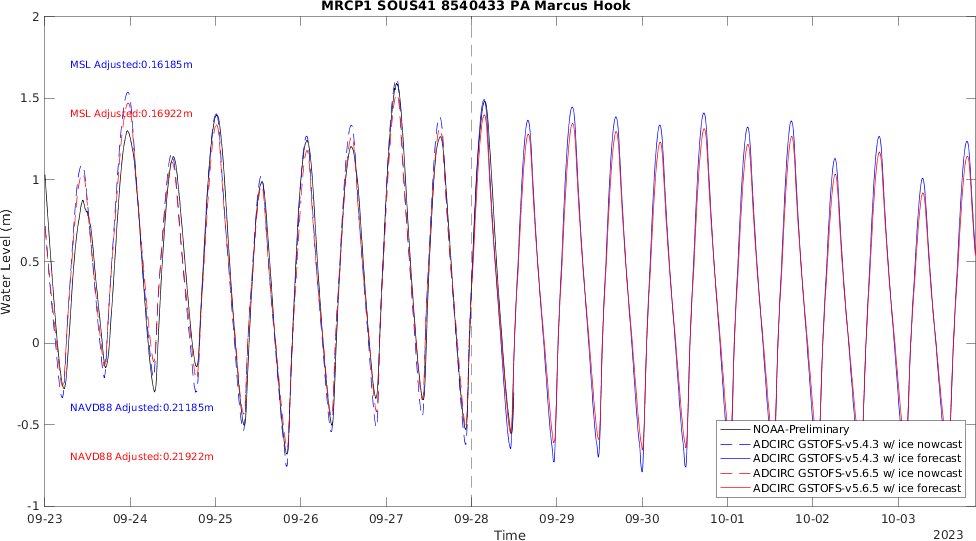 MRCP1 SOUS41 8540433 PA Marcus Hook
2
1.5
1
0.5
0
-0.5
-1
Water Level (m)
MSL Adjusted:0.16185m
MSL Adjusted:0.16922m
NAVD88 Adjusted:0.21185m
NAVD88 Adjusted:0.21922m
NOAA-Preliminary
ADCIRC GSTOFS-v5.4.3 w/ ice nowcast
ADCIRC GSTOFS-v5.4.3 w/ ice forecast
ADCIRC GSTOFS-v5.6.5 w/ ice nowcast
ADCIRC GSTOFS-v5.6.5 w/ ice forecast
09-23 09-24 09-25 09-26 09-27 09-28 09-29 09-30 10-01 10-02 10-03
Time
2023